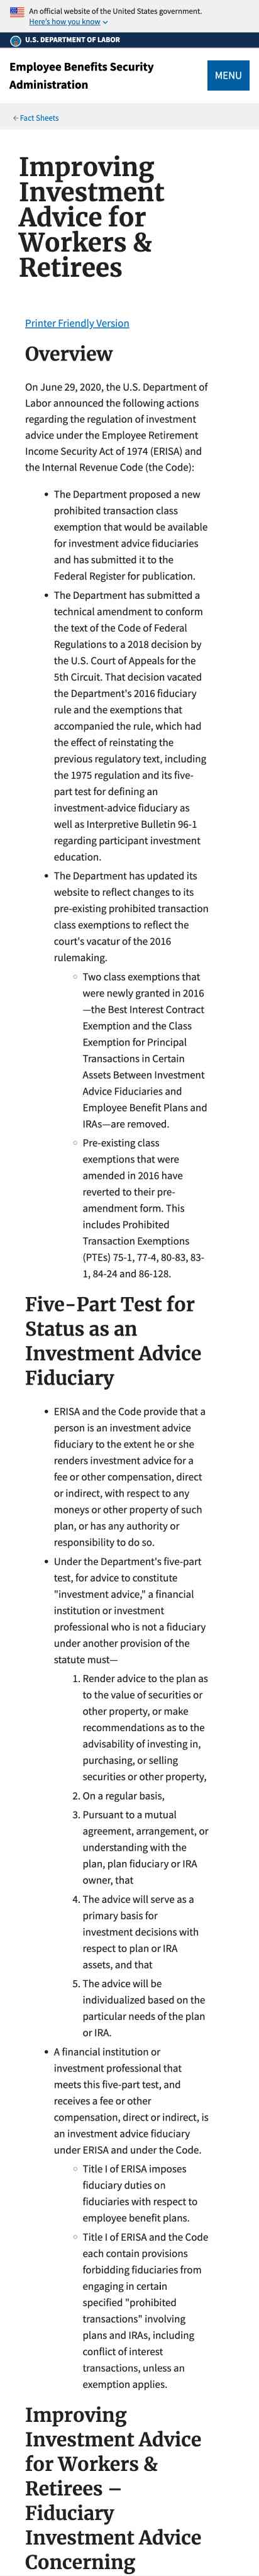 An official website of the United States government.
Here's how you know
U.S. DEPARTMENT OF LABOR
Employee Benefits Security
Administration
MENU
← Fact Sheets
Improving
Investment
Advice for
Workers &
Retirees
Printer Friendly Version
Overview
On June 29, 2020, the U.S. Department of
Labor announced the following actions
regarding the regulation of investment
advice under the Employee Retirement
Income Security Act of 1974 (ERISA) and
the Internal Revenue Code (the Code):
• The Department proposed a new
prohibited transaction class
exemption that would be available
for investment advice fiduciaries
and has submitted it to the
Federal Register for publication.
• The Department has submitted a
technical amendment to conform
the text of the Code of Federal
Regulations to a 2018 decision by
the U.S. Court of Appeals for the
5th Circuit. That decision vacated
the Department's 2016 fiduciary
rule and the exemptions that
accompanied the rule, which had
the effect of reinstating the
previous regulatory text, including
the 1975 regulation and its five-
part test for defining an
investment-advice fiduciary as
well as Interpretive Bulletin 96-1
regarding participant investment
education.
• The Department has updated its
website to reflect changes to its
pre-existing prohibited transaction
class exemptions to reflect the
court's vacatur of the 2016
rulemaking.
○ Two class exemptions that
were newly granted in 2016
—the Best Interest Contract
Exemption and the Class
Exemption for Principal
Transactions in Certain
Assets Between Investment
Advice Fiduciaries and
Employee Benefit Plans and
IRAs—are removed.
○ Pre-existing class
exemptions that were
amended in 2016 have
reverted to their pre-
amendment form. This
includes Prohibited
Transaction Exemptions
(PTEs) 75-1, 77-4, 80-83, 83-
1, 84-24 and 86-128.
Five-Part Test for
Status as an
Investment Advice
Fiduciary
• ERISA and the Code provide that a
person is an investment advice
fiduciary to the extent he or she
renders investment advice for a
fee or other compensation, direct
or indirect, with respect to any
moneys or other property of such
plan, or has any authority or
responsibility to do so.
• Under the Department's five-part
test, for advice to constitute
"investment advice," a financial
institution or investment
professional who is not a fiduciary
under another provision of the
statute must—
1. Render advice to the plan as
to the value of securities or
other property, or make
recommendations as to the
advisability of investing in,
purchasing, or selling
securities or other property,
2. On a regular basis,
3. Pursuant to a mutual
agreement, arrangement, or
understanding with the
plan, plan fiduciary or IRA
owner, that
4. The advice will serve as a
primary basis for
investment decisions with
respect to plan or IRA
assets, and that
5. The advice will be
individualized based on the
particular needs of the plan
or IRA.
• A financial institution or
investment professional that
meets this five-part test, and
receives a fee or other
compensation, direct or indirect, is
an investment advice fiduciary
under ERISA and under the Code.
○ Title I of ERISA imposes
fiduciary duties on
fiduciaries with respect to
employee benefit plans.
○ Title I of ERISA and the Code
each contain provisions
forbidding fiduciaries from
engaging in certain
specified "prohibited
transactions" involving
plans and IRAs, including
conflict of interest
transactions, unless an
exemption applies.
Improving
Investment Advice
for Workers &
Retirees –
Fiduciary
Investment Advice
Concerning